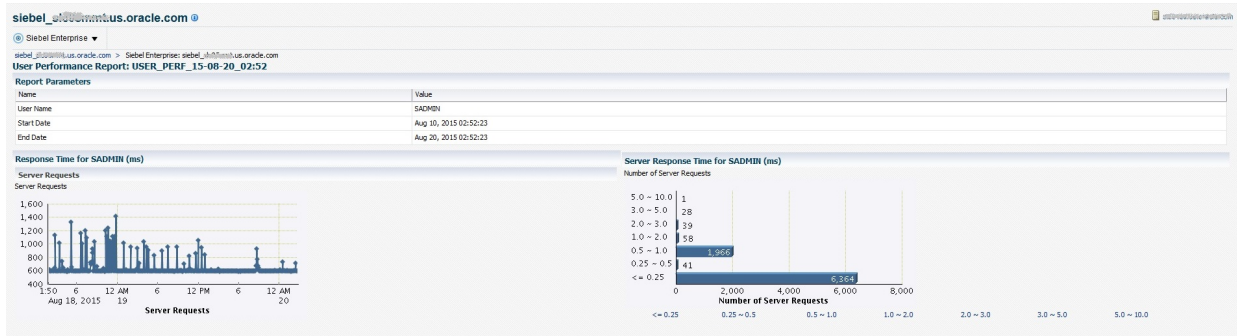 siebel_ .us.oracle.com
Siebel Enterprise
siebel_ .us.oracle.com > Siebel Enterprise: siebel_ .us.oracle.com
User Performance Report: USER_PERF_15-08-20_02:52
Report Parameters
Name Value
User Name SADMIN
Start Date Aug 10, 2015 02:52:23
End Date Aug 20, 2015 02:52:23
Response Time for SADMIN (ms)
Server Requests
Server Requests
1,600
1,400
1,200
1,000
800
600
400
1:50 6 12 AM 6 12 PM 6 12 AM
Aug 18, 2015 19 20
Server Requests
Server Response Time for SADMIN (ms)
Number of Server Requests
5.0 ~ 10.0 1
3.0 ~ 5.0 28
2.0 ~ 3.0 39
1.0 ~ 2.0 58
0.5 ~ 1.0 1,966
0.25 ~ 0.5 41
<= 0.25 6,364
0 2,000 4,000 6,000 8,000
Number of Server Requests
<= 0.25 0.25 ~ 0.5 0.5 ~ 1.0 1.0 ~ 2.0 2.0 ~ 3.0 3.0 ~ 5.0 5.0 ~ 10.0